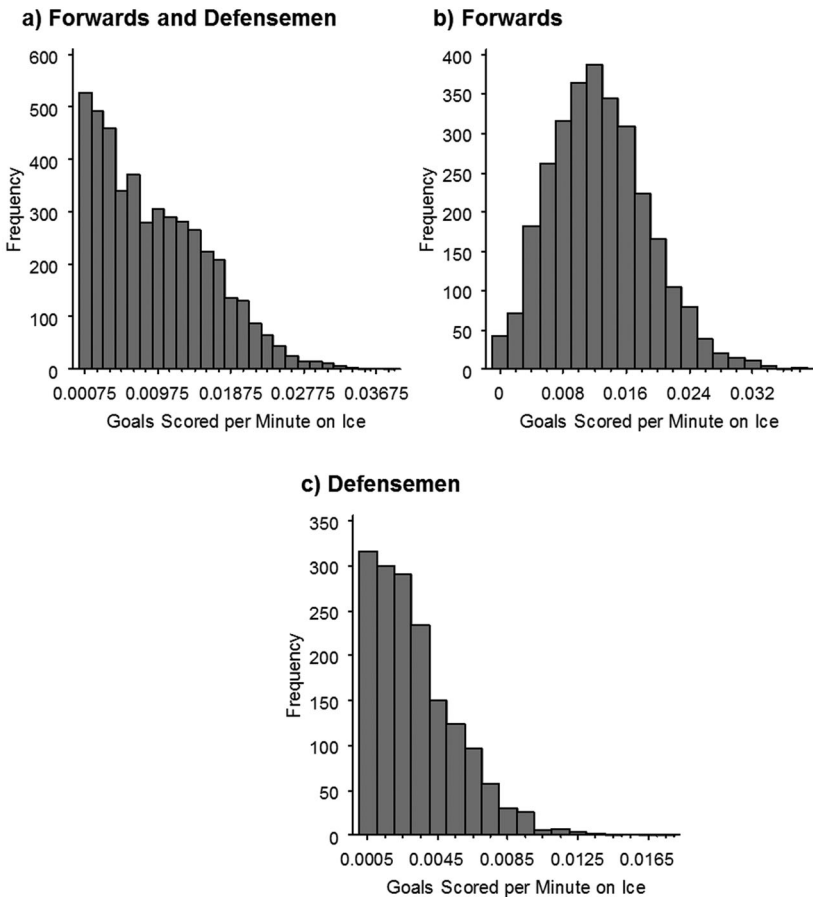 a) Forwards and Defensemen
600
500
400
300
200
100
0
Frequency
0.00075 0.00975 0.01875 0.02775 0.03675
Goals Scored per Minute on Ice
b) Forwards
400
350
300
250
200
150
100
50
0
Frequency
0 0.008 0.016 0.024 0.032
Goals Scored per Minute on Ice
c) Defensemen
350
300
250
200
150
100
50
0
Frequency
0.0005 0.0045 0.0085 0.0125 0.0165
Goals Scored per Minute on Ice